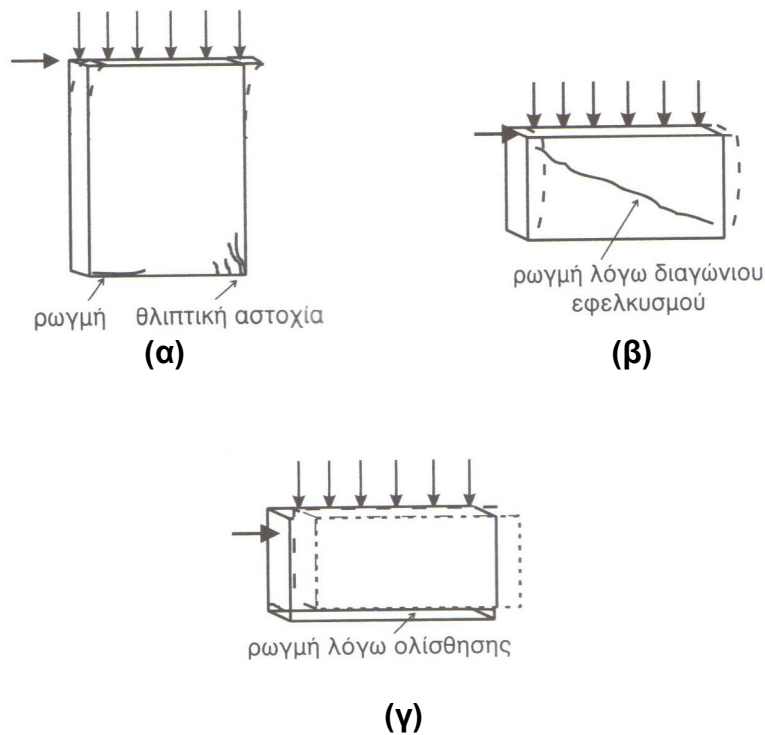 ρωγμή θλιπτική αστοχία
(α)
ρωγμή λόγω διαγώνιου
εφελκυσμού
(β)
ρωγμή λόγω ολίσθησης
(γ)